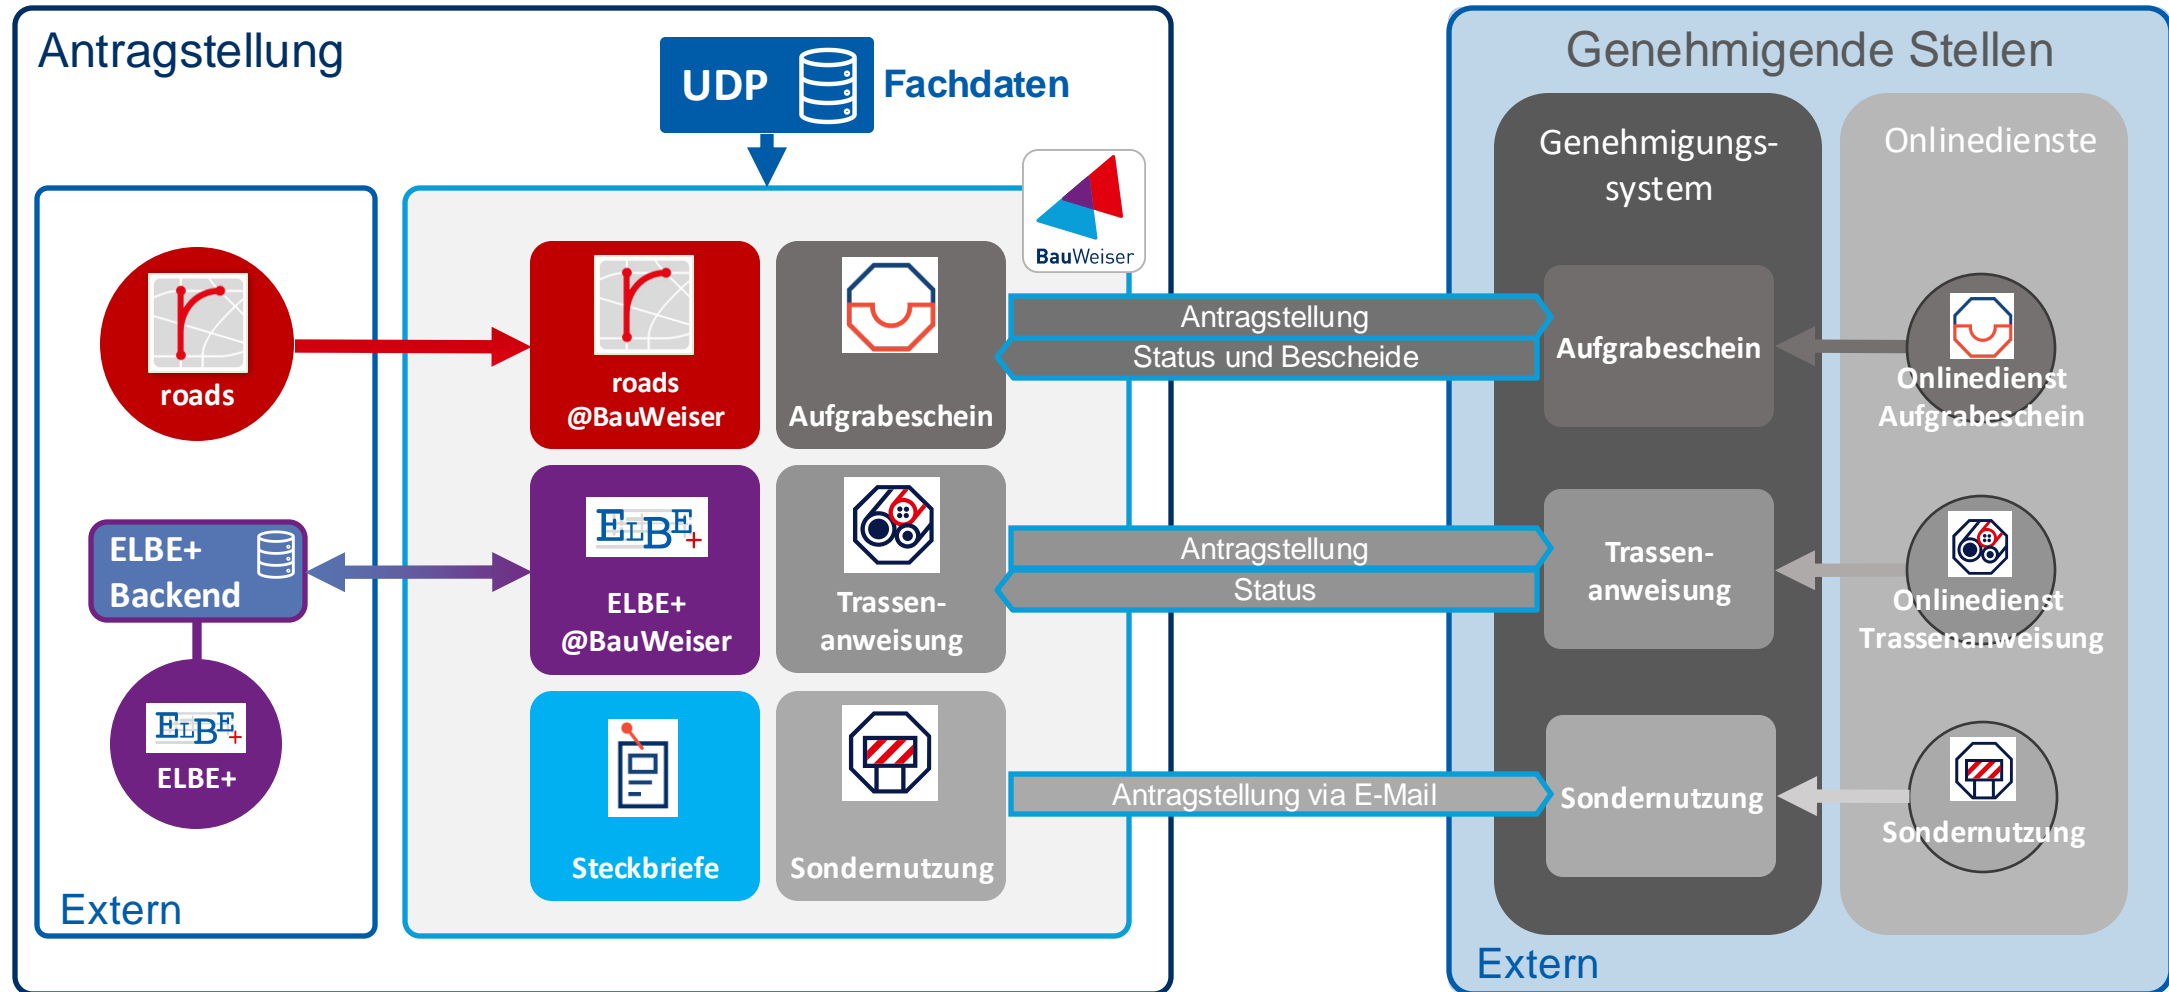 Antragstellung
UDP
Fachdaten
BauWeiser
roads
ELBE+
Backend
ELBE+
ELBE+
Extern
roads
@BauWeiser
Aufgrabeschein
ELBE+
ELBE+
@BauWeiser
Trassen-
anweisung
Steckbriefe
Sondernutzung
Antragstellung
Status und Bescheide
Antragstellung
Status
Antragstellung via E-Mail
Genehmigende Stellen
Genehmigungs-
system
Aufgrabeschein
Trassen-
anweisung
Sondernutzung
Onlinedienste
Onlinedienst
Aufgrabeschein
Onlinedienst
Trassenanweisung
Sondernutzung
Extern